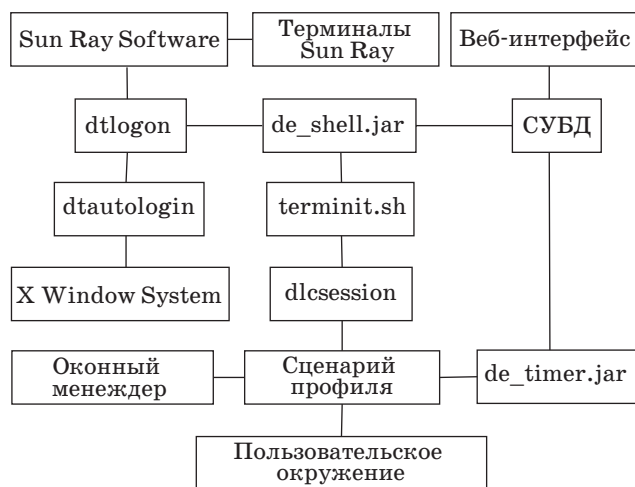 Sun Ray Software
Терминалы
Sun Ray
Веб-интерфейс
dtlogon
de_shell.jar
СУБД
dtautologin
terminit.sh
X Window System
dlcsession
Оконный
менеждер
Сценарий
профиля
de_timer.jar
Пользовательское
окружение